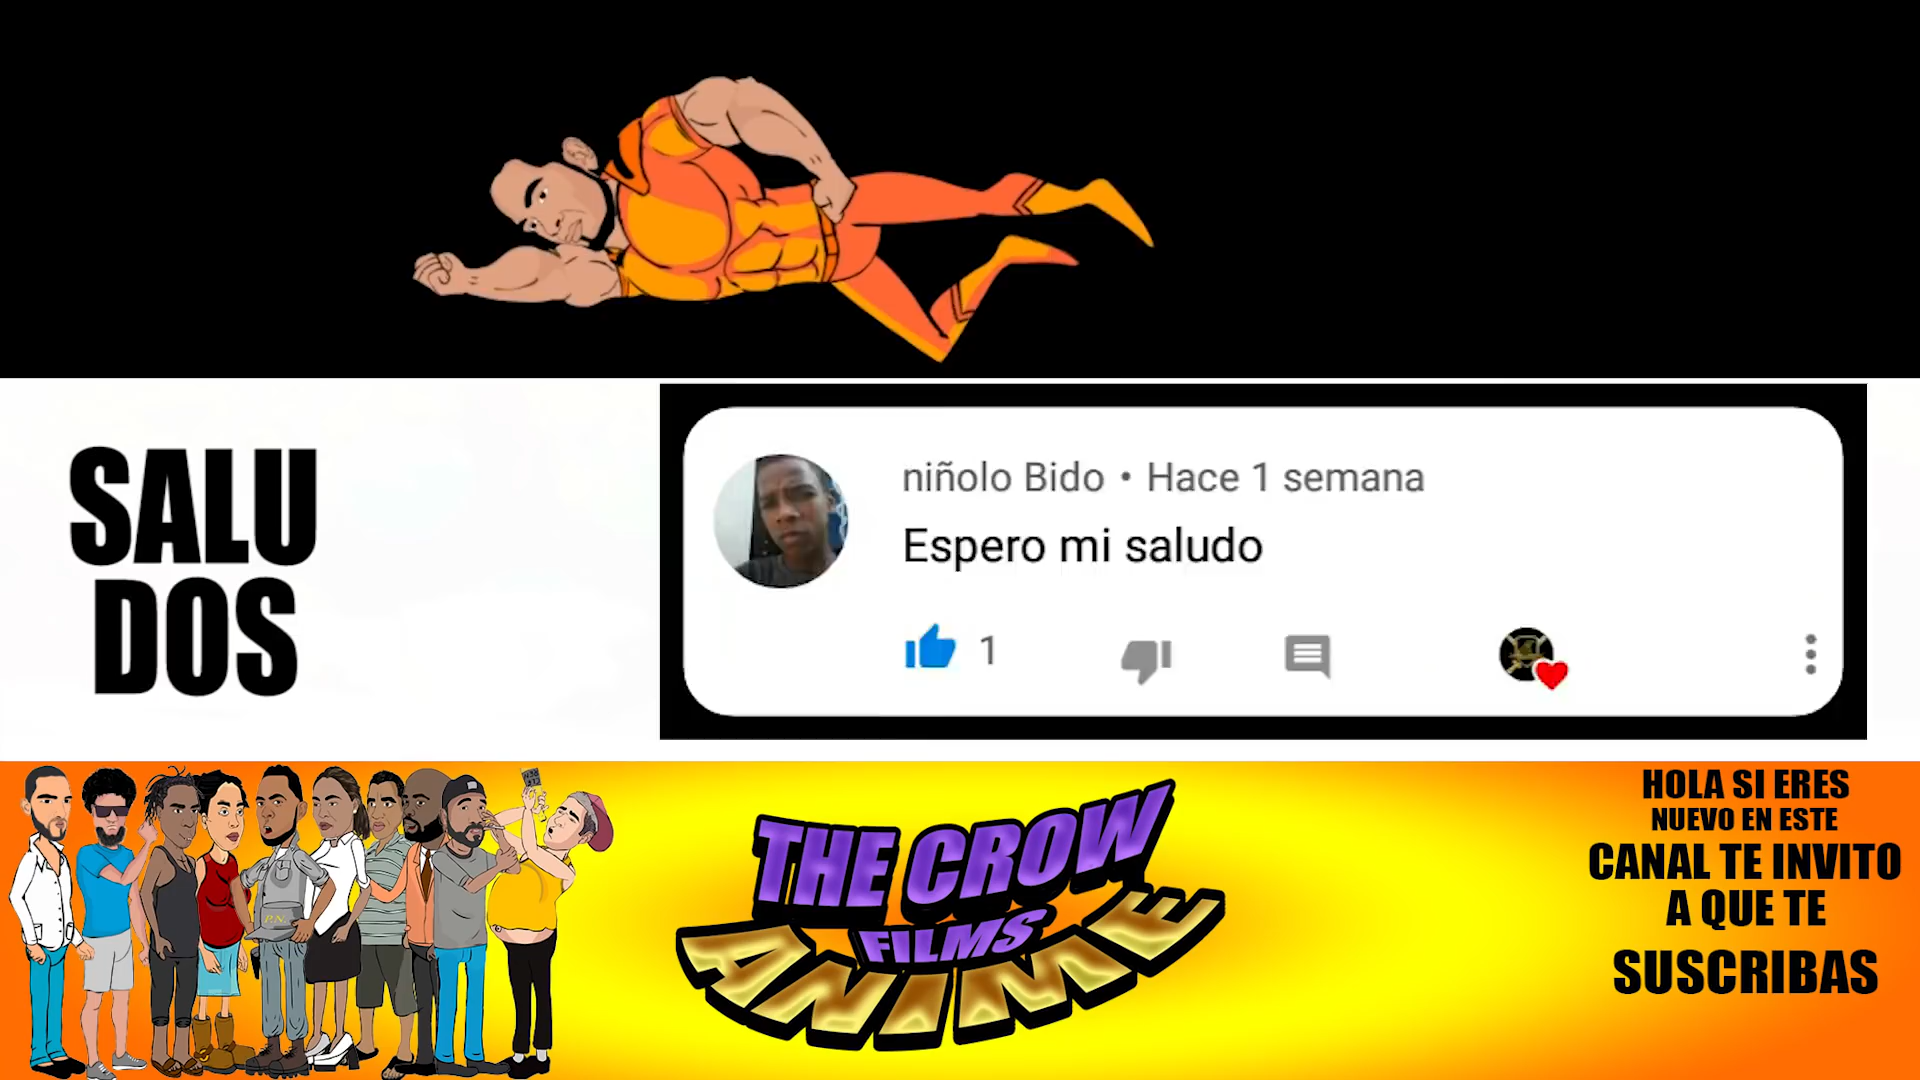 SALU
DOS
niñolo Bido • Hace 1 semana
Espero mi saludo
1
P.N.
THE CROW
FILMS
ANIME
HOLA SI ERES
NUEVO EN ESTE
CANAL TE INVITO
A QUE TE
SUSCRIBAS